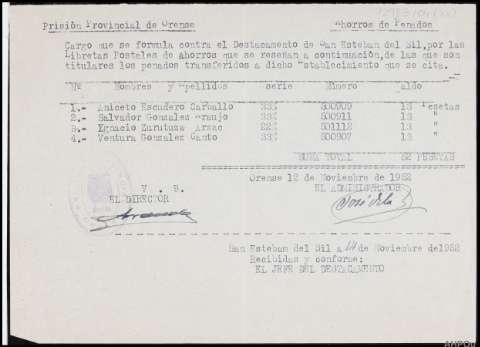 Prisión Provincial de Orense Ahorros de Penados
Cargo que se formula contra el Destacamento de San Esteban del Sil, por las
Libretas Postales de Ahorros que se reseñan a continuación, de las que son
titulares los penados transferidos a dicho Establecimiento que se cita.
Nº Nombres y Apellidos serie Número Saldo
1.- Aniceto Escudero Carballo 13 Pesetas
2.- Salvador Gonzalez Araujo 500911 13 "
3.- Egnacio Zurutuza Arzac 501112 13 "
4.- Ventura Gonzalez Canto 500907 13 "
SUMA TOTAL 52 PESETAS
Orense 12 de Noviembre de 1952
V. B. EL ADMINISTRADOR
EL DIRECTOR
San Esteban del Sil a de Noviembre de 1952
Recibidas y conforme:
EL JEFE DEL DESTACAMENTO